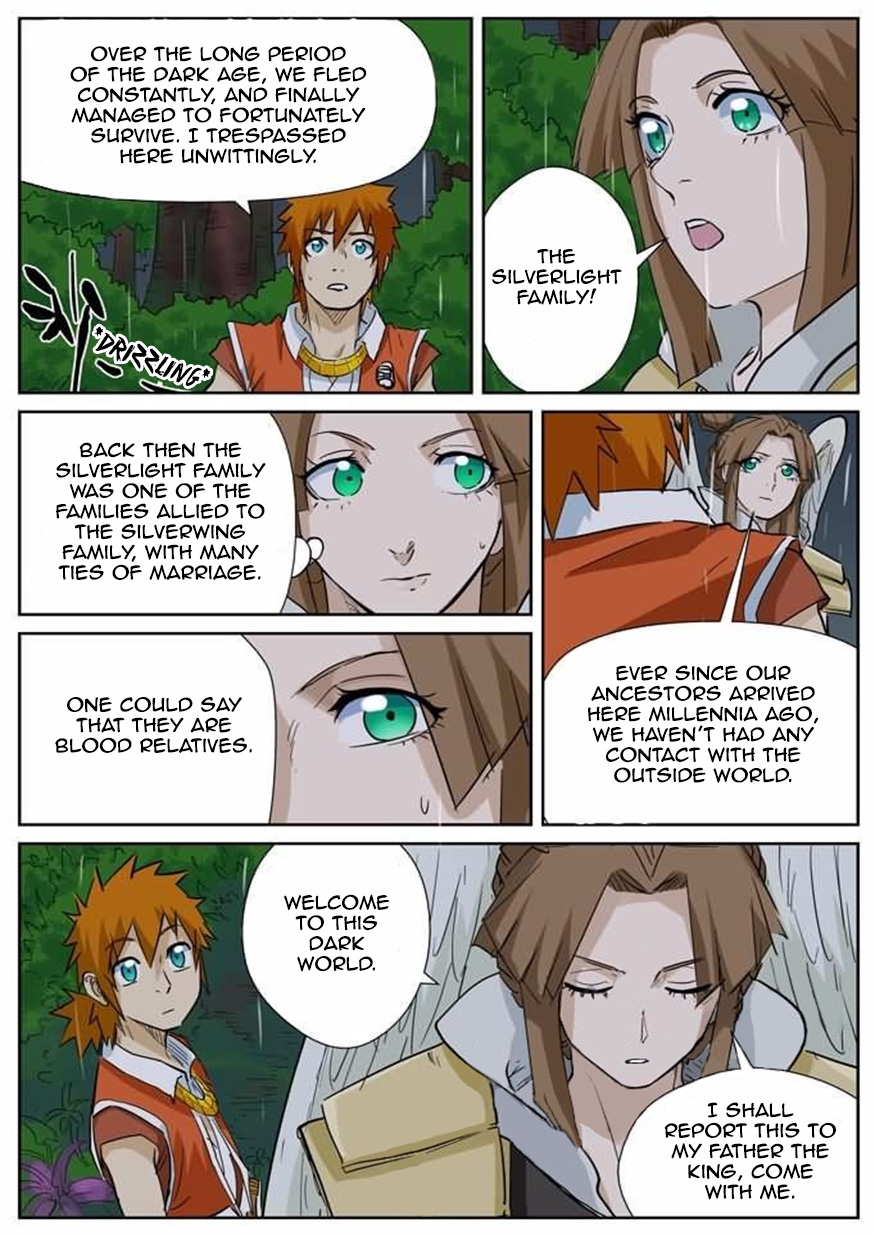 OVER THE LONG PERIOD
OF THE DARK AGE, WE FLED
CONSTANTLY, AND FINALLY
MANAGED TO FORTUNATELY
SURVIVE. I TRESPASSED
HERE UNWITTINGLY.
*DRIZZLING*
THE
SILVERLIGHT
FAMILY!
BACK THEN THE
SILVERLIGHT FAMILY
WAS ONE OF THE
FAMILIES ALLIED TO
THE SILVERWING
FAMILY, WITH MANY
TIES OF MARRIAGE.
EVER SINCE OUR
ANCESTORS ARRIVED
HERE MILLENNIA AGO,
WE HAVEN'T HAD ANY
CONTACT WITH THE
OUTSIDE WORLD.
ONE COULD SAY
THAT THEY ARE
BLOOD RELATIVES.
WELCOME
TO THIS
DARK
WORLD.
I SHALL
REPORT THIS TO
MY FATHER THE
KING, COME
WITH ME.